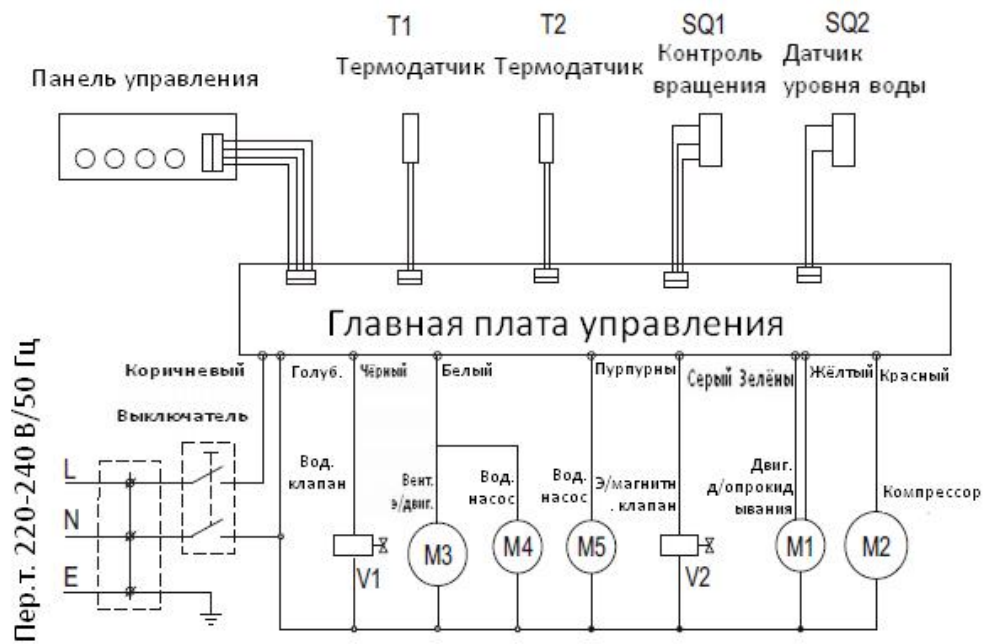 T1
T2
SQ1
SQ2
Панель управления
Термодатчик
Термодатчик
Контроль
вращения
Датчик
уровня воды
Главная плата управления
Пер.т. 220-240 В/50 Гц
Коричневый
Голуб.
Чёрный
Белый
Пурпурны
Серый Зелёны
Жёлтый
Красный
Выключатель
L
N
E
Вод.
клапан
Вент.
э/двиг.
Вод.
насос
Вод.
насос
Э/магнитн
. клапан
Двиг.
д/опрокид
ывания
Компрессор
V1
M3
M4
M5
V2
M1
M2